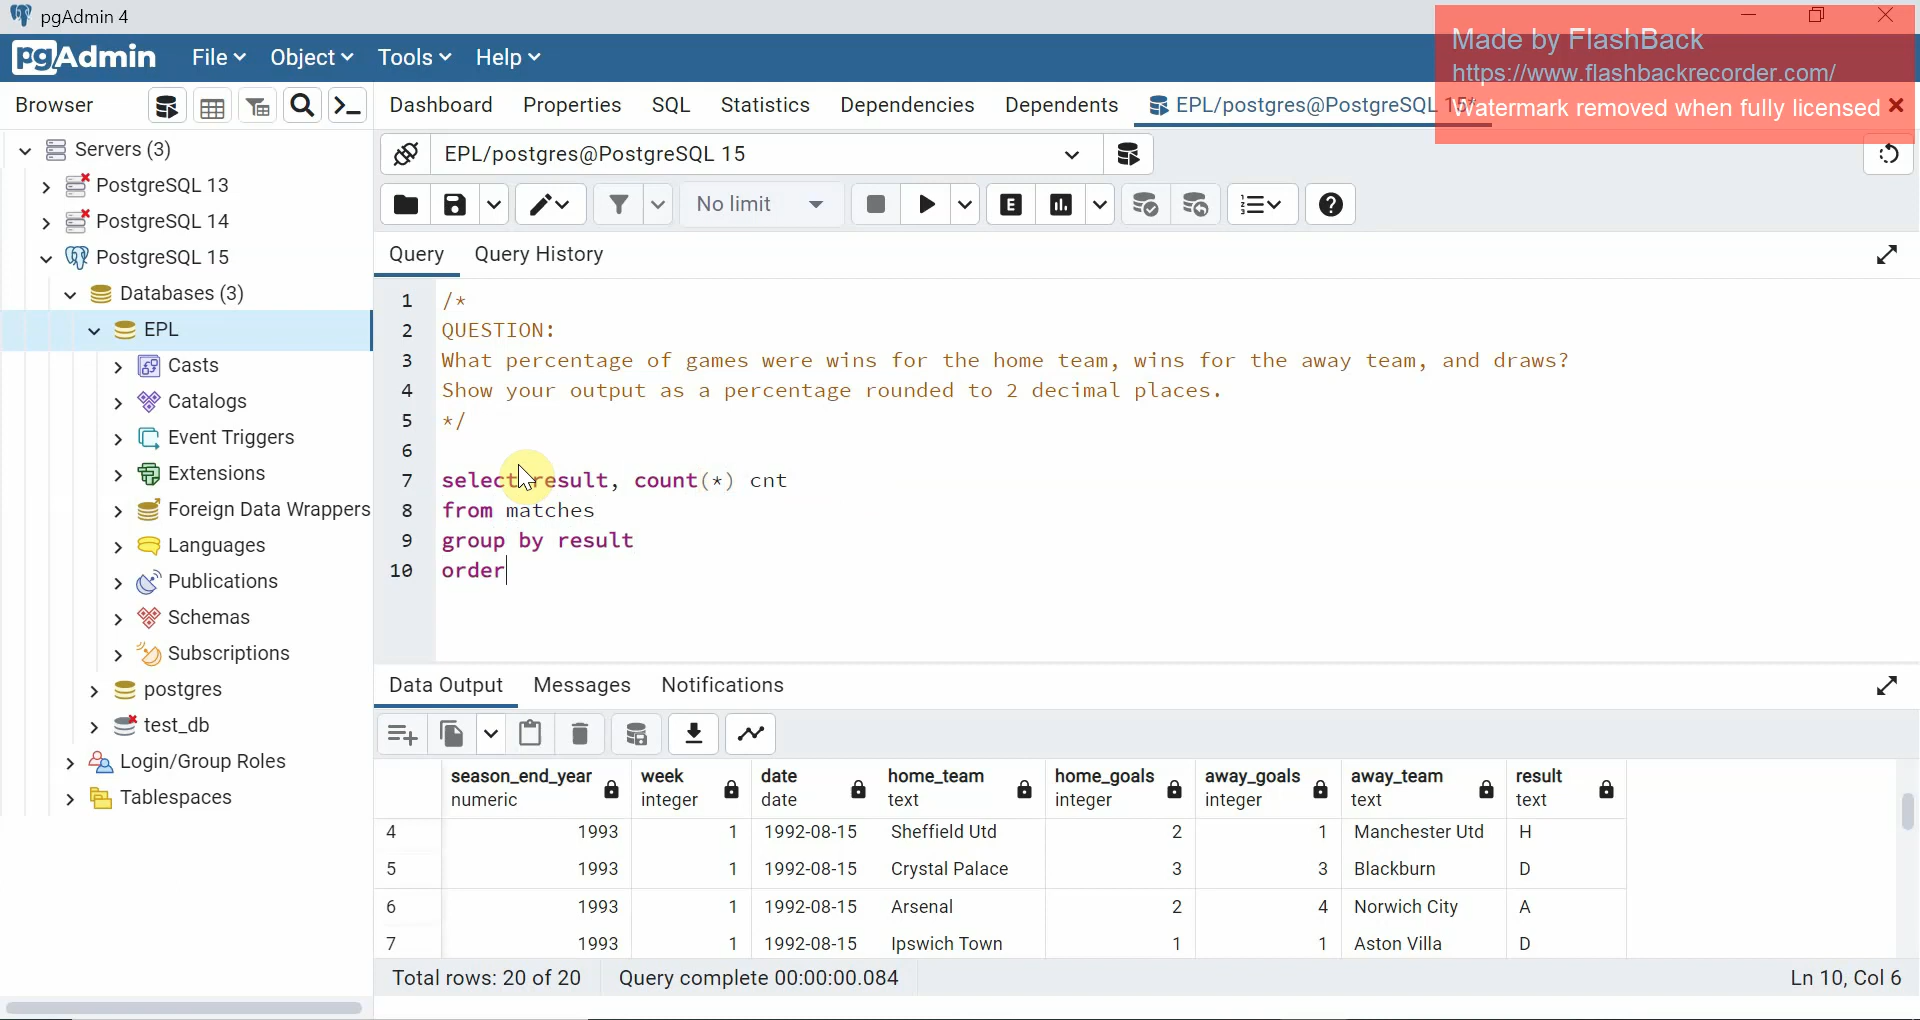 pgAdmin 4
Made by FlashBack
https://www.flashbackrecorder.com/
Watermark removed when fully licensed
pgAdmin File Object Tools Help
Browser
Dashboard Properties SQL Statistics Dependencies Dependents EPL/postgres@PostgreSQL
Servers (3)
PostgreSQL 13
PostgreSQL 14
PostgreSQL 15
Databases (3)
EPL
Casts
Catalogs
Event Triggers
Extensions
Foreign Data Wrappers
Languages
Publications
Schemas
Subscriptions
postgres
test_db
Login/Group Roles
Tablespaces
EPL/postgres@PostgreSQL 15
No limit
E
Query Query History
1 /*
2 QUESTION:
3 What percentage of games were wins for the home team, wins for the away team, and draws?
4 Show your output as a percentage rounded to 2 decimal places.
5 */
6
7 select result, count(*) cnt
8 from matches
9 group by result
10 order
Data Output Messages Notifications
season_end_year week date home_team home_goals away_goals away_team result
numeric integer date text integer integer text text
4 1993 1 1992-08-15 Sheffield Utd 2 1 Manchester Utd H
5 1993 1 1992-08-15 Crystal Palace 3 3 Blackburn D
6 1993 1 1992-08-15 Arsenal 2 4 Norwich City A
7 1993 1 1992-08-15 Ipswich Town 1 1 Aston Villa D
Total rows: 20 of 20 Query complete 00:00:00.084 Ln 10, Col 6